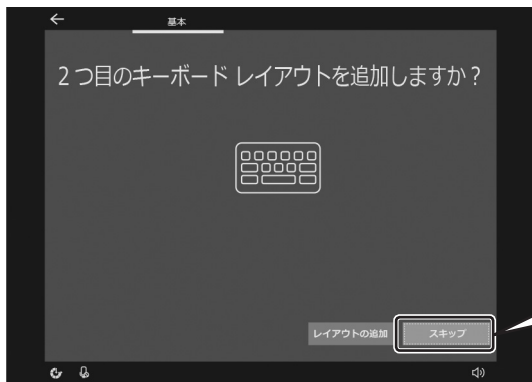 基本
2つ目のキーボード レイアウトを追加しますか？
レイアウトの追加
スキップ